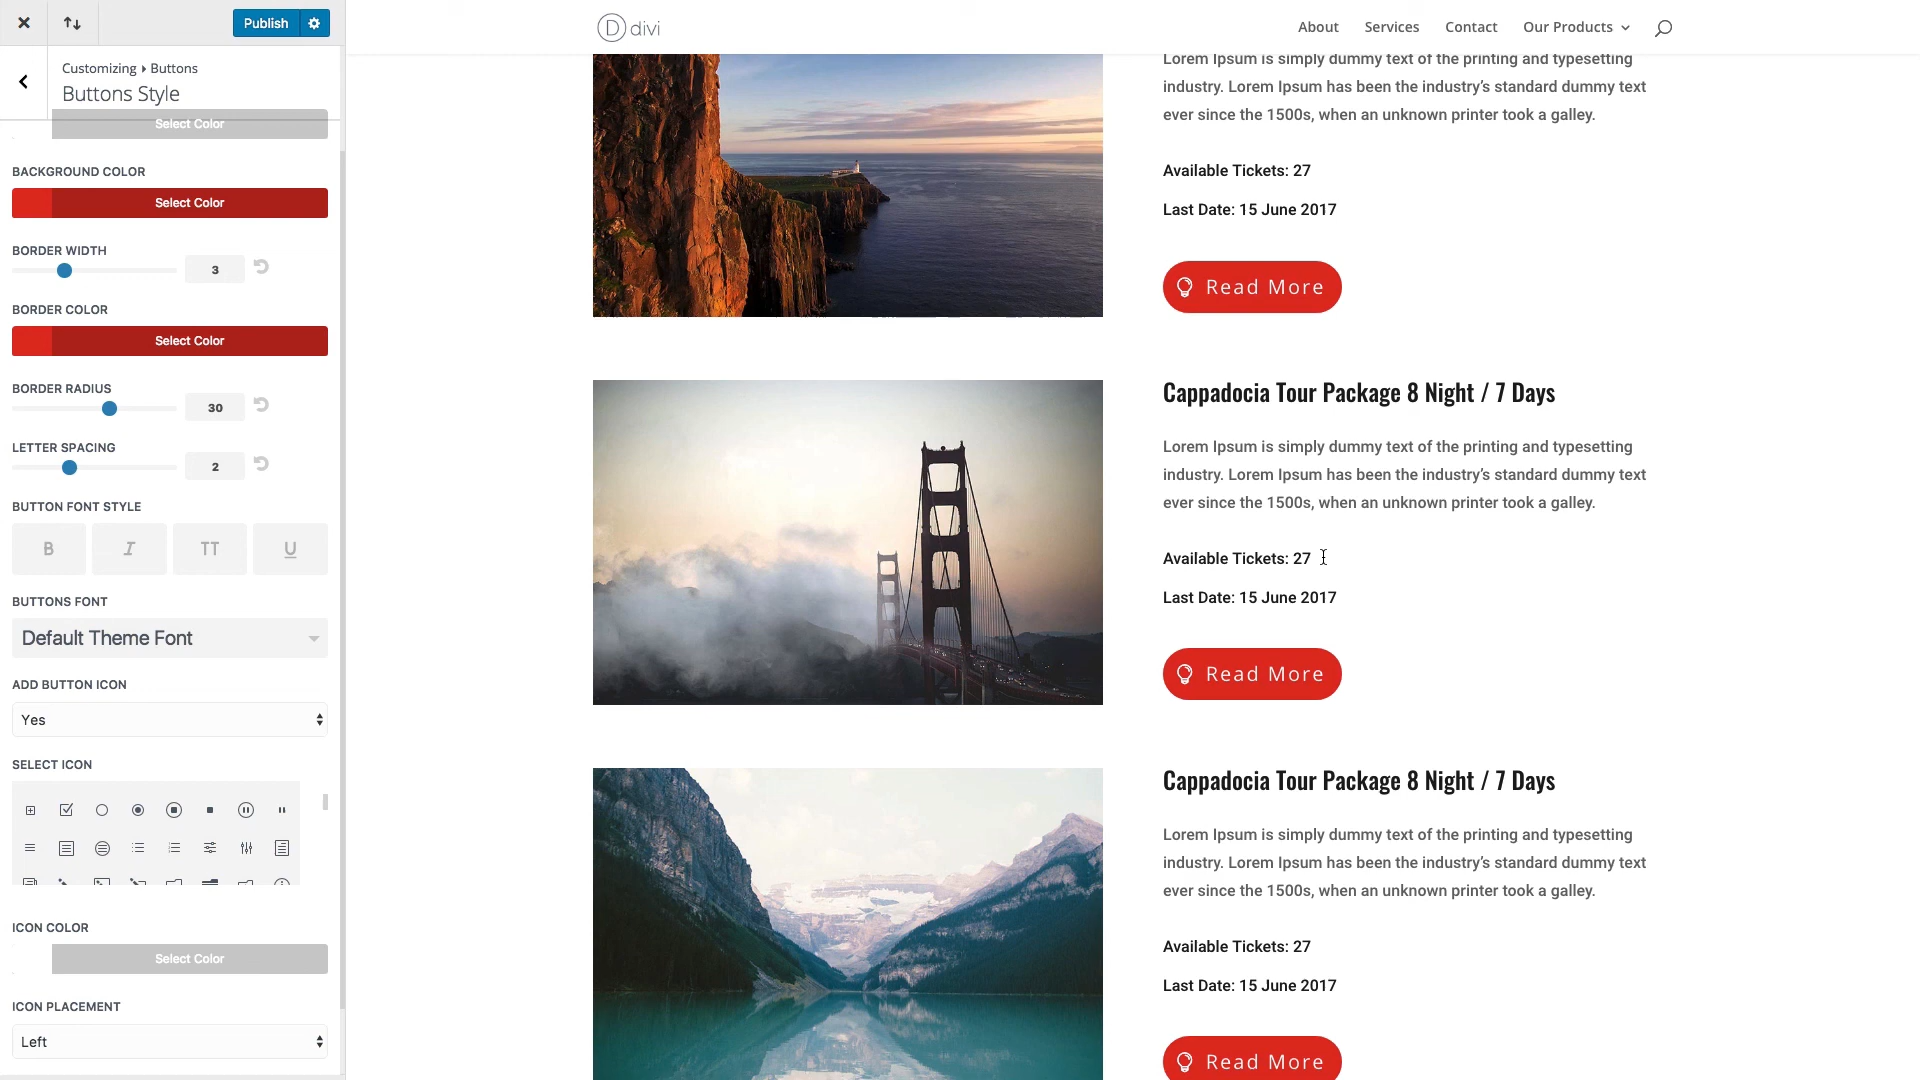 Publish
Customizing ▸ Buttons
Buttons Style
Select Color
BACKGROUND COLOR
Select Color
BORDER WIDTH
3
BORDER COLOR
Select Color
BORDER RADIUS
30
LETTER SPACING
2
BUTTON FONT STYLE
B I TT U
BUTTONS FONT
Default Theme Font
ADD BUTTON ICON
Yes
SELECT ICON
ICON COLOR
Select Color
ICON PLACEMENT
Left
D divi
About Services Contact Our Products
Lorem Ipsum is simply dummy text of the printing and typesetting
industry. Lorem Ipsum has been the industry’s standard dummy text
ever since the 1500s, when an unknown printer took a galley.
Available Tickets: 27
Last Date: 15 June 2017
Read More
Cappadocia Tour Package 8 Night / 7 Days
Lorem Ipsum is simply dummy text of the printing and typesetting
industry. Lorem Ipsum has been the industry’s standard dummy text
ever since the 1500s, when an unknown printer took a galley.
Available Tickets: 27
Last Date: 15 June 2017
Read More
Cappadocia Tour Package 8 Night / 7 Days
Lorem Ipsum is simply dummy text of the printing and typesetting
industry. Lorem Ipsum has been the industry’s standard dummy text
ever since the 1500s, when an unknown printer took a galley.
Available Tickets: 27
Last Date: 15 June 2017
Read More